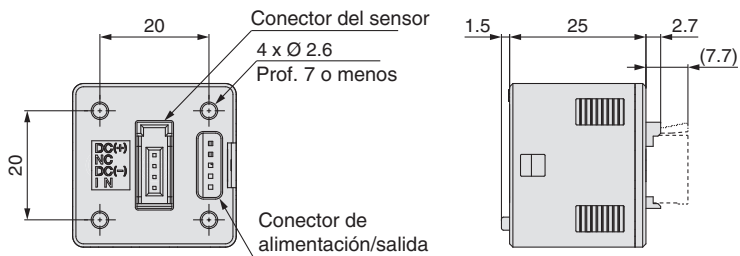 Conector del sensor
20
4 x Ø 2.6
Prof. 7 o menos
20
DC(+)
NC
DC(-)
IN
Conector de
alimentación/salida
1.5
25
2.7
(7.7)